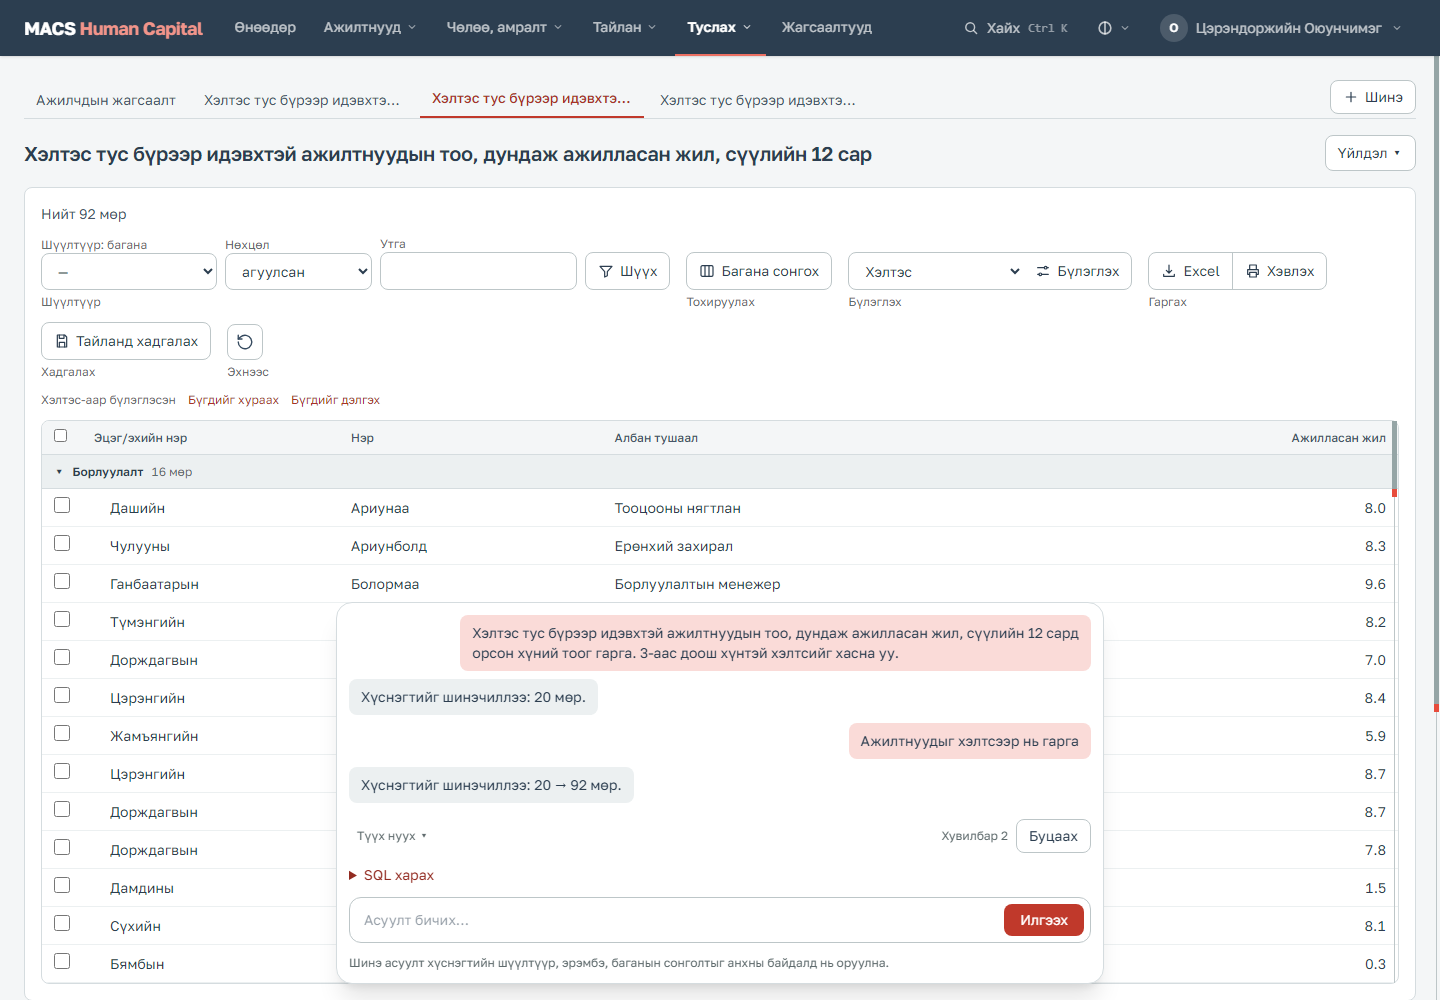 MACS Human Capital
Өнөөдөр
Ажилтнууд
Чөлөө, амралт
Тайлан
Туслах
Жагсаалтууд
Хайх Ctrl K
О Цэрэндоржийн Оюунчимэг
Ажилчдын жагсаалт
Хэлтэс тус бүрээр идэвхтэ...
Хэлтэс тус бүрээр идэвхтэ...
Хэлтэс тус бүрээр идэвхтэ...
+ Шинэ
Хэлтэс тус бүрээр идэвхтэй ажилтнуудын тоо, дундаж ажилласан жил, сүүлийн 12 сар
Үйлдэл
Нийт 92 мөр
Шүүлтүүр: багана
Нөхцөл
Утга
—
агуулсан
Шүүх
Багана сонгох
Хэлтэс
Бүлэглэх
Excel
Хэвлэх
Шүүлтүүр
Тохируулах
Бүлэглэх
Гаргах
Тайланд хадгалах
Хадгалах
Эхнээс
Хэлтэс-аар бүлэглэсэн Бүгдийг хураах Бүгдийг дэлгэх
Эцэг/эхийн нэр Нэр Албан тушаал Ажилласан жил
Борлуулалт 16 мөр
Дашийн Ариунаа Тооцооны нягтлан 8.0
Чулууны Ариунболд Ерөнхий захирал 8.3
Ганбаатарын Болормаа Борлуулалтын менежер 9.6
Түмэнгийн 8.2
Дорждагвын 7.0
Цэрэнгийн 8.4
Жамъянгийн 5.9
Цэрэнгийн 8.7
Дорждагвын 8.7
Дорждагвын 7.8
Дамдины 1.5
Сүхийн 8.1
Бямбын 0.3
Хэлтэс тус бүрээр идэвхтэй ажилтнуудын тоо, дундаж ажилласан жил, сүүлийн 12 сард
орсон хүний тоог гарга. 3-аас доош хүнтэй хэлтсийг хасна уу.
Хүснэгтийг шинэчиллээ: 20 мөр.
Ажилтнуудыг хэлтсээр нь гарга
Хүснэгтийг шинэчиллээ: 20 → 92 мөр.
Түүх нуух
Хувилбар 2
Буцаах
SQL харах
Асуулт бичих...
Илгээх
Шинэ асуулт хүснэгтийн шүүлтүүр, эрэмбэ, баганын сонголтыг анхны байдалд нь оруулна.